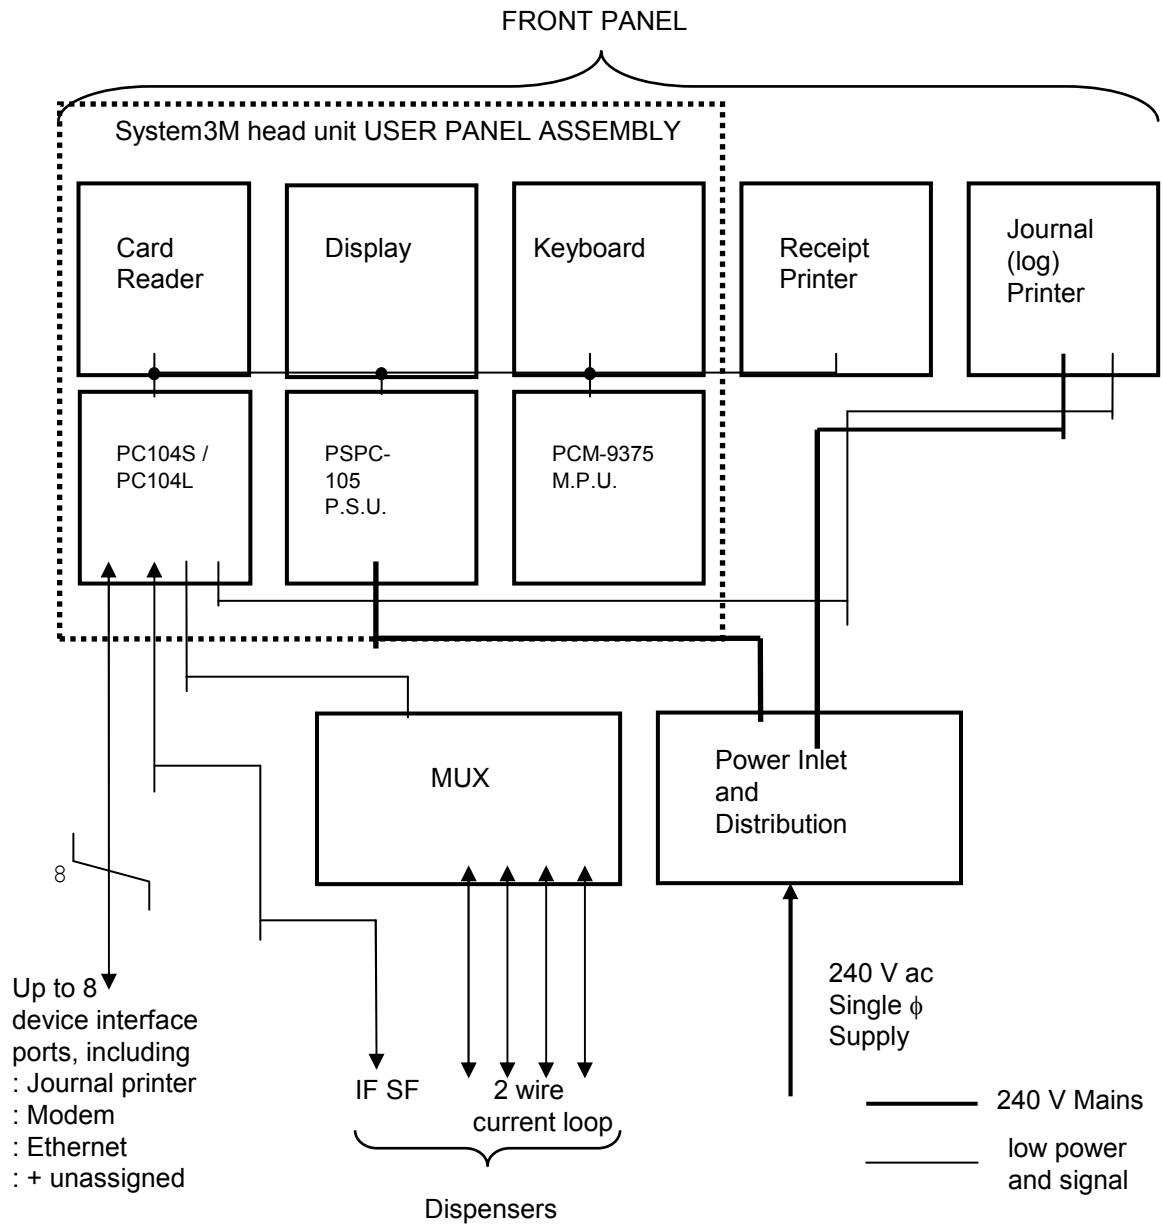 FRONT PANEL
System3M head unit USER PANEL ASSEMBLY
Card
Reader
Display
Keyboard
Receipt
Printer
Journal
(log)
Printer
PC104S /
PC104L
PSPC-
105
P.S.U.
PCM-9375
M.P.U.
MUX
Power Inlet
and
Distribution
8
Up to 8
device interface
ports, including
: Journal printer
: Modem
: Ethernet
: + unassigned
IF SF
2 wire
current loop
Dispensers
240 V ac
Single ϕ
Supply
240 V Mains
low power
and signal